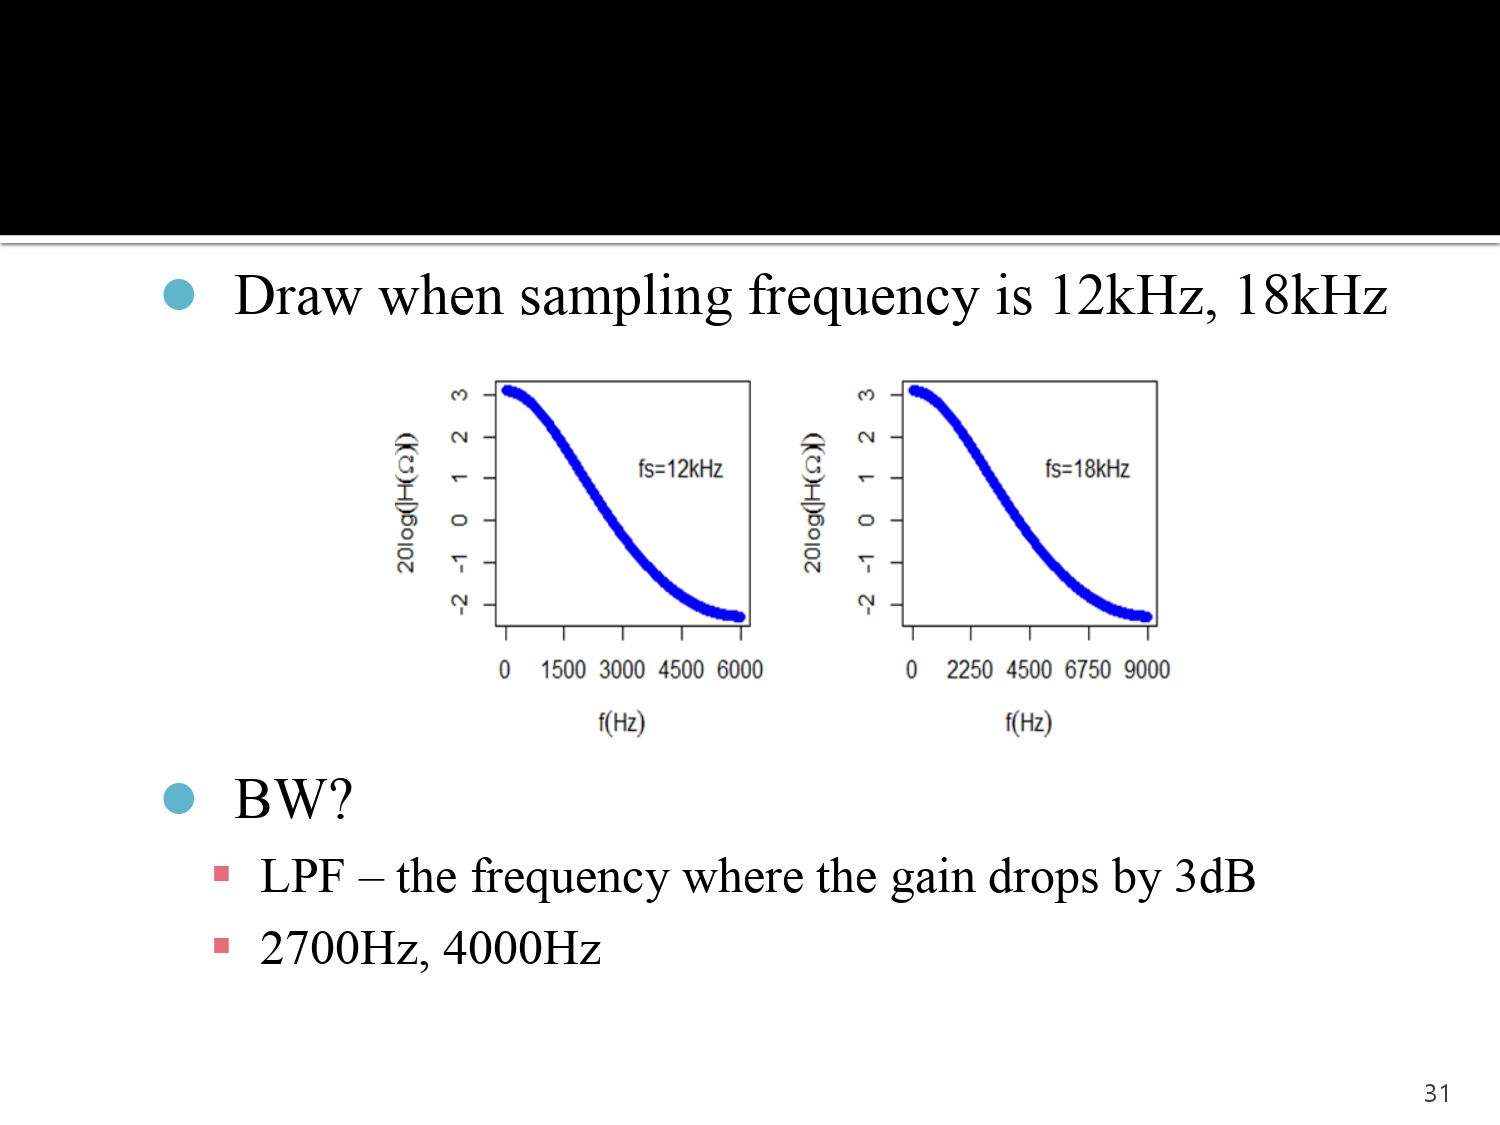 Draw when sampling frequency is 12kHz, 18kHz
20log(|H(Ω)|)
3
2
1
0
-1
-2
fs=12kHz
0 1500 3000 4500 6000
f(Hz)
20log(|H(Ω)|)
3
2
1
0
-1
-2
fs=18kHz
0 2250 4500 6750 9000
f(Hz)
BW?
LPF – the frequency where the gain drops by 3dB
2700Hz, 4000Hz
31